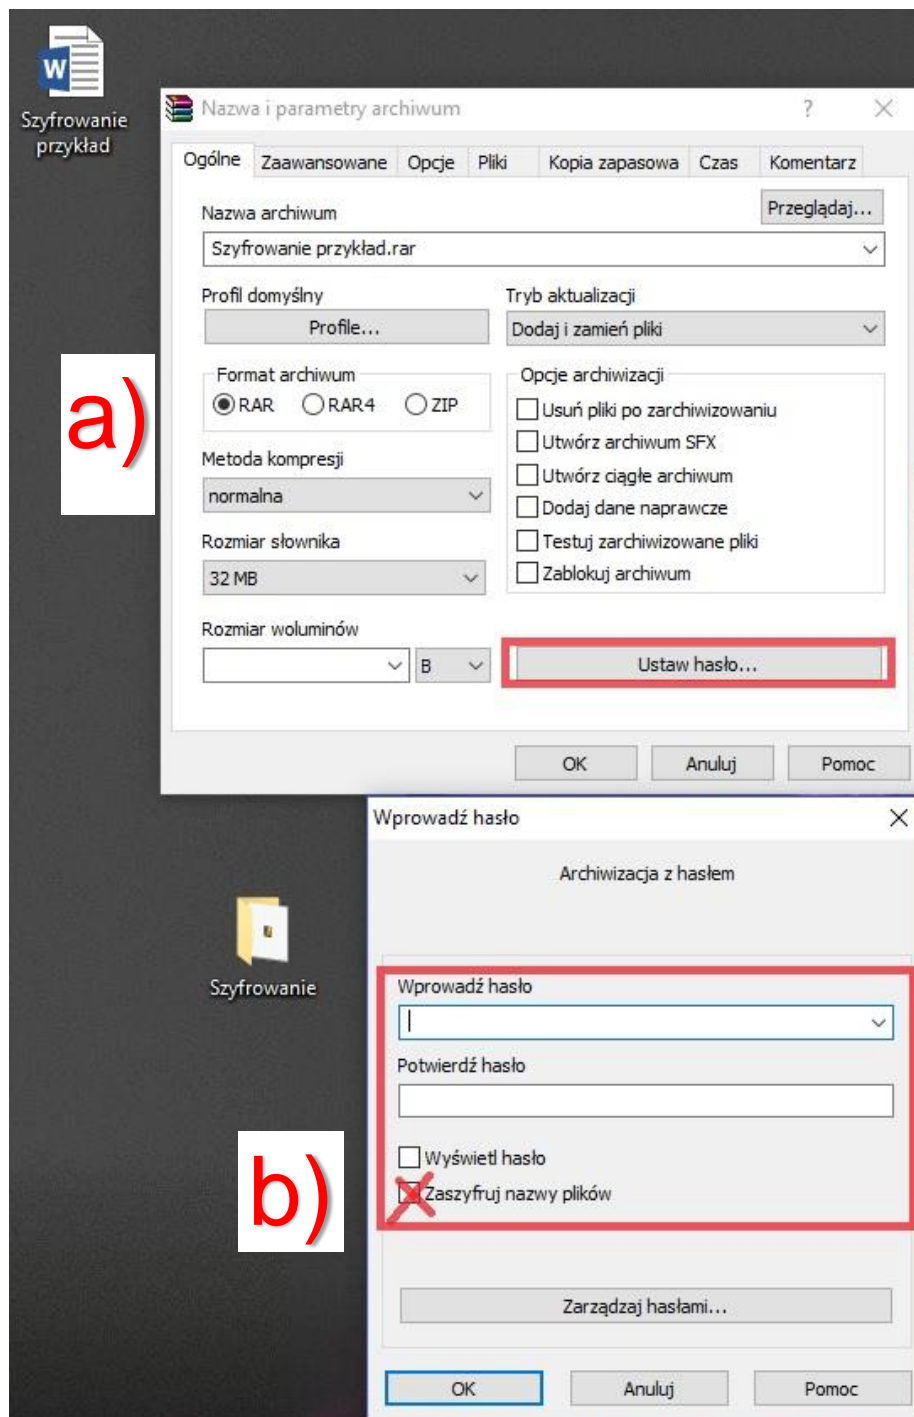 W
Szyfrowanie
przykład
Nazwa i parametry archiwum
?
Ogólne Zaawansowane Opcje Pliki Kopia zapasowa Czas Komentarz
Nazwa archiwum
Przeglądaj...
Szyfrowanie przykład.rar
Profil domyślny
Tryb aktualizacji
Profile...
Dodaj i zamień pliki
a)
Format archiwum
RAR RAR4 ZIP
Opcje archiwizacji
Usuń pliki po zarchiwizowaniu
Utwórz archiwum SFX
Utwórz ciągłe archiwum
Dodaj dane naprawcze
Testuj zarchiwizowane pliki
Zablokuj archiwum
Metoda kompresji
normalna
Rozmiar słownika
32 MB
Rozmiar woluminów
B
Ustaw hasło...
OK Anuluj Pomoc
Wprowadź hasło
Archiwizacja z hasłem
Szyfrowanie
Wprowadź hasło
Potwierdź hasło
b)
Wyświetl hasło
Zaszyfruj nazwy plików
Zarządzaj hasłami...
OK Anuluj Pomoc